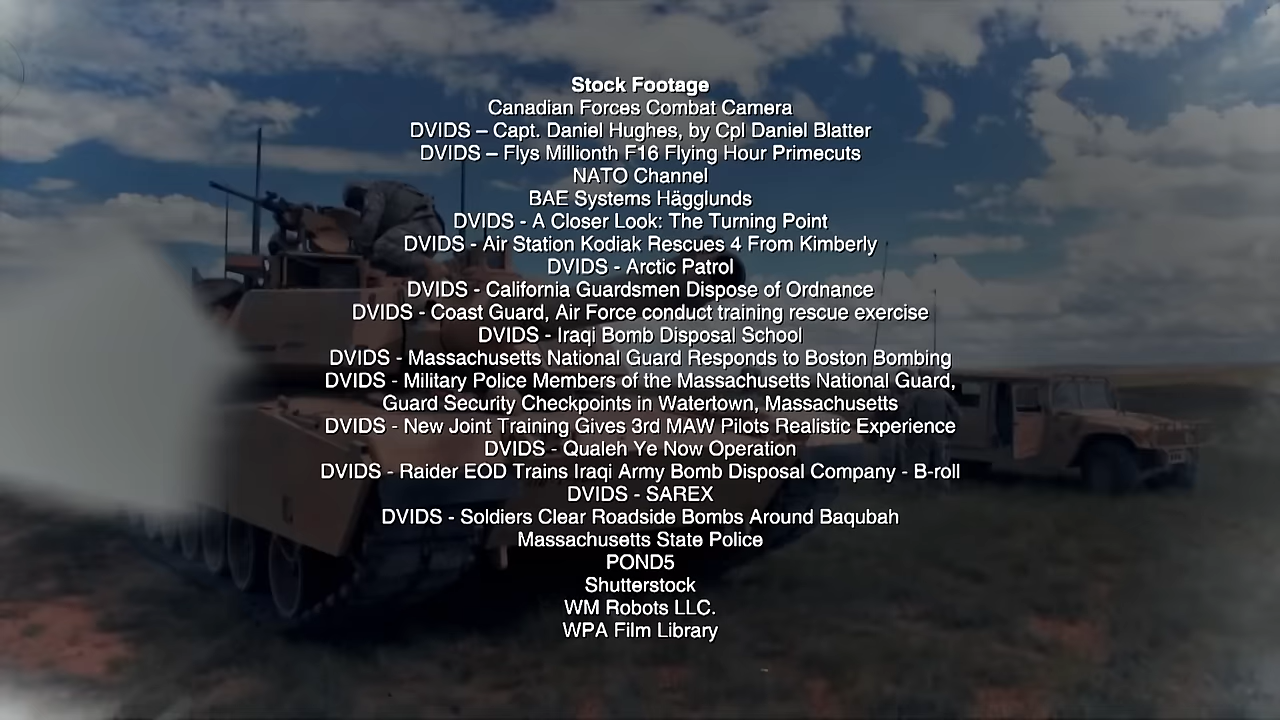 Stock Footage
Canadian Forces Combat Camera
DVIDS – Capt. Daniel Hughes, by Cpl Daniel Blatter
DVIDS – Flys Millionth F16 Flying Hour Primecuts
NATO Channel
BAE Systems Hägglunds
DVIDS - A Closer Look: The Turning Point
DVIDS - Air Station Kodiak Rescues 4 From Kimberly
DVIDS - Arctic Patrol
DVIDS - California Guardsmen Dispose of Ordnance
DVIDS - Coast Guard, Air Force conduct training rescue exercise
DVIDS - Iraqi Bomb Disposal School
DVIDS - Massachusetts National Guard Responds to Boston Bombing
DVIDS - Military Police Members of the Massachusetts National Guard,
Guard Security Checkpoints in Watertown, Massachusetts
DVIDS - New Joint Training Gives 3rd MAW Pilots Realistic Experience
DVIDS - Qualeh Ye Now Operation
DVIDS - Raider EOD Trains Iraqi Army Bomb Disposal Company - B-roll
DVIDS - SAREX
DVIDS - Soldiers Clear Roadside Bombs Around Baqubah
Massachusetts State Police
POND5
Shutterstock
WM Robots LLC.
WPA Film Library